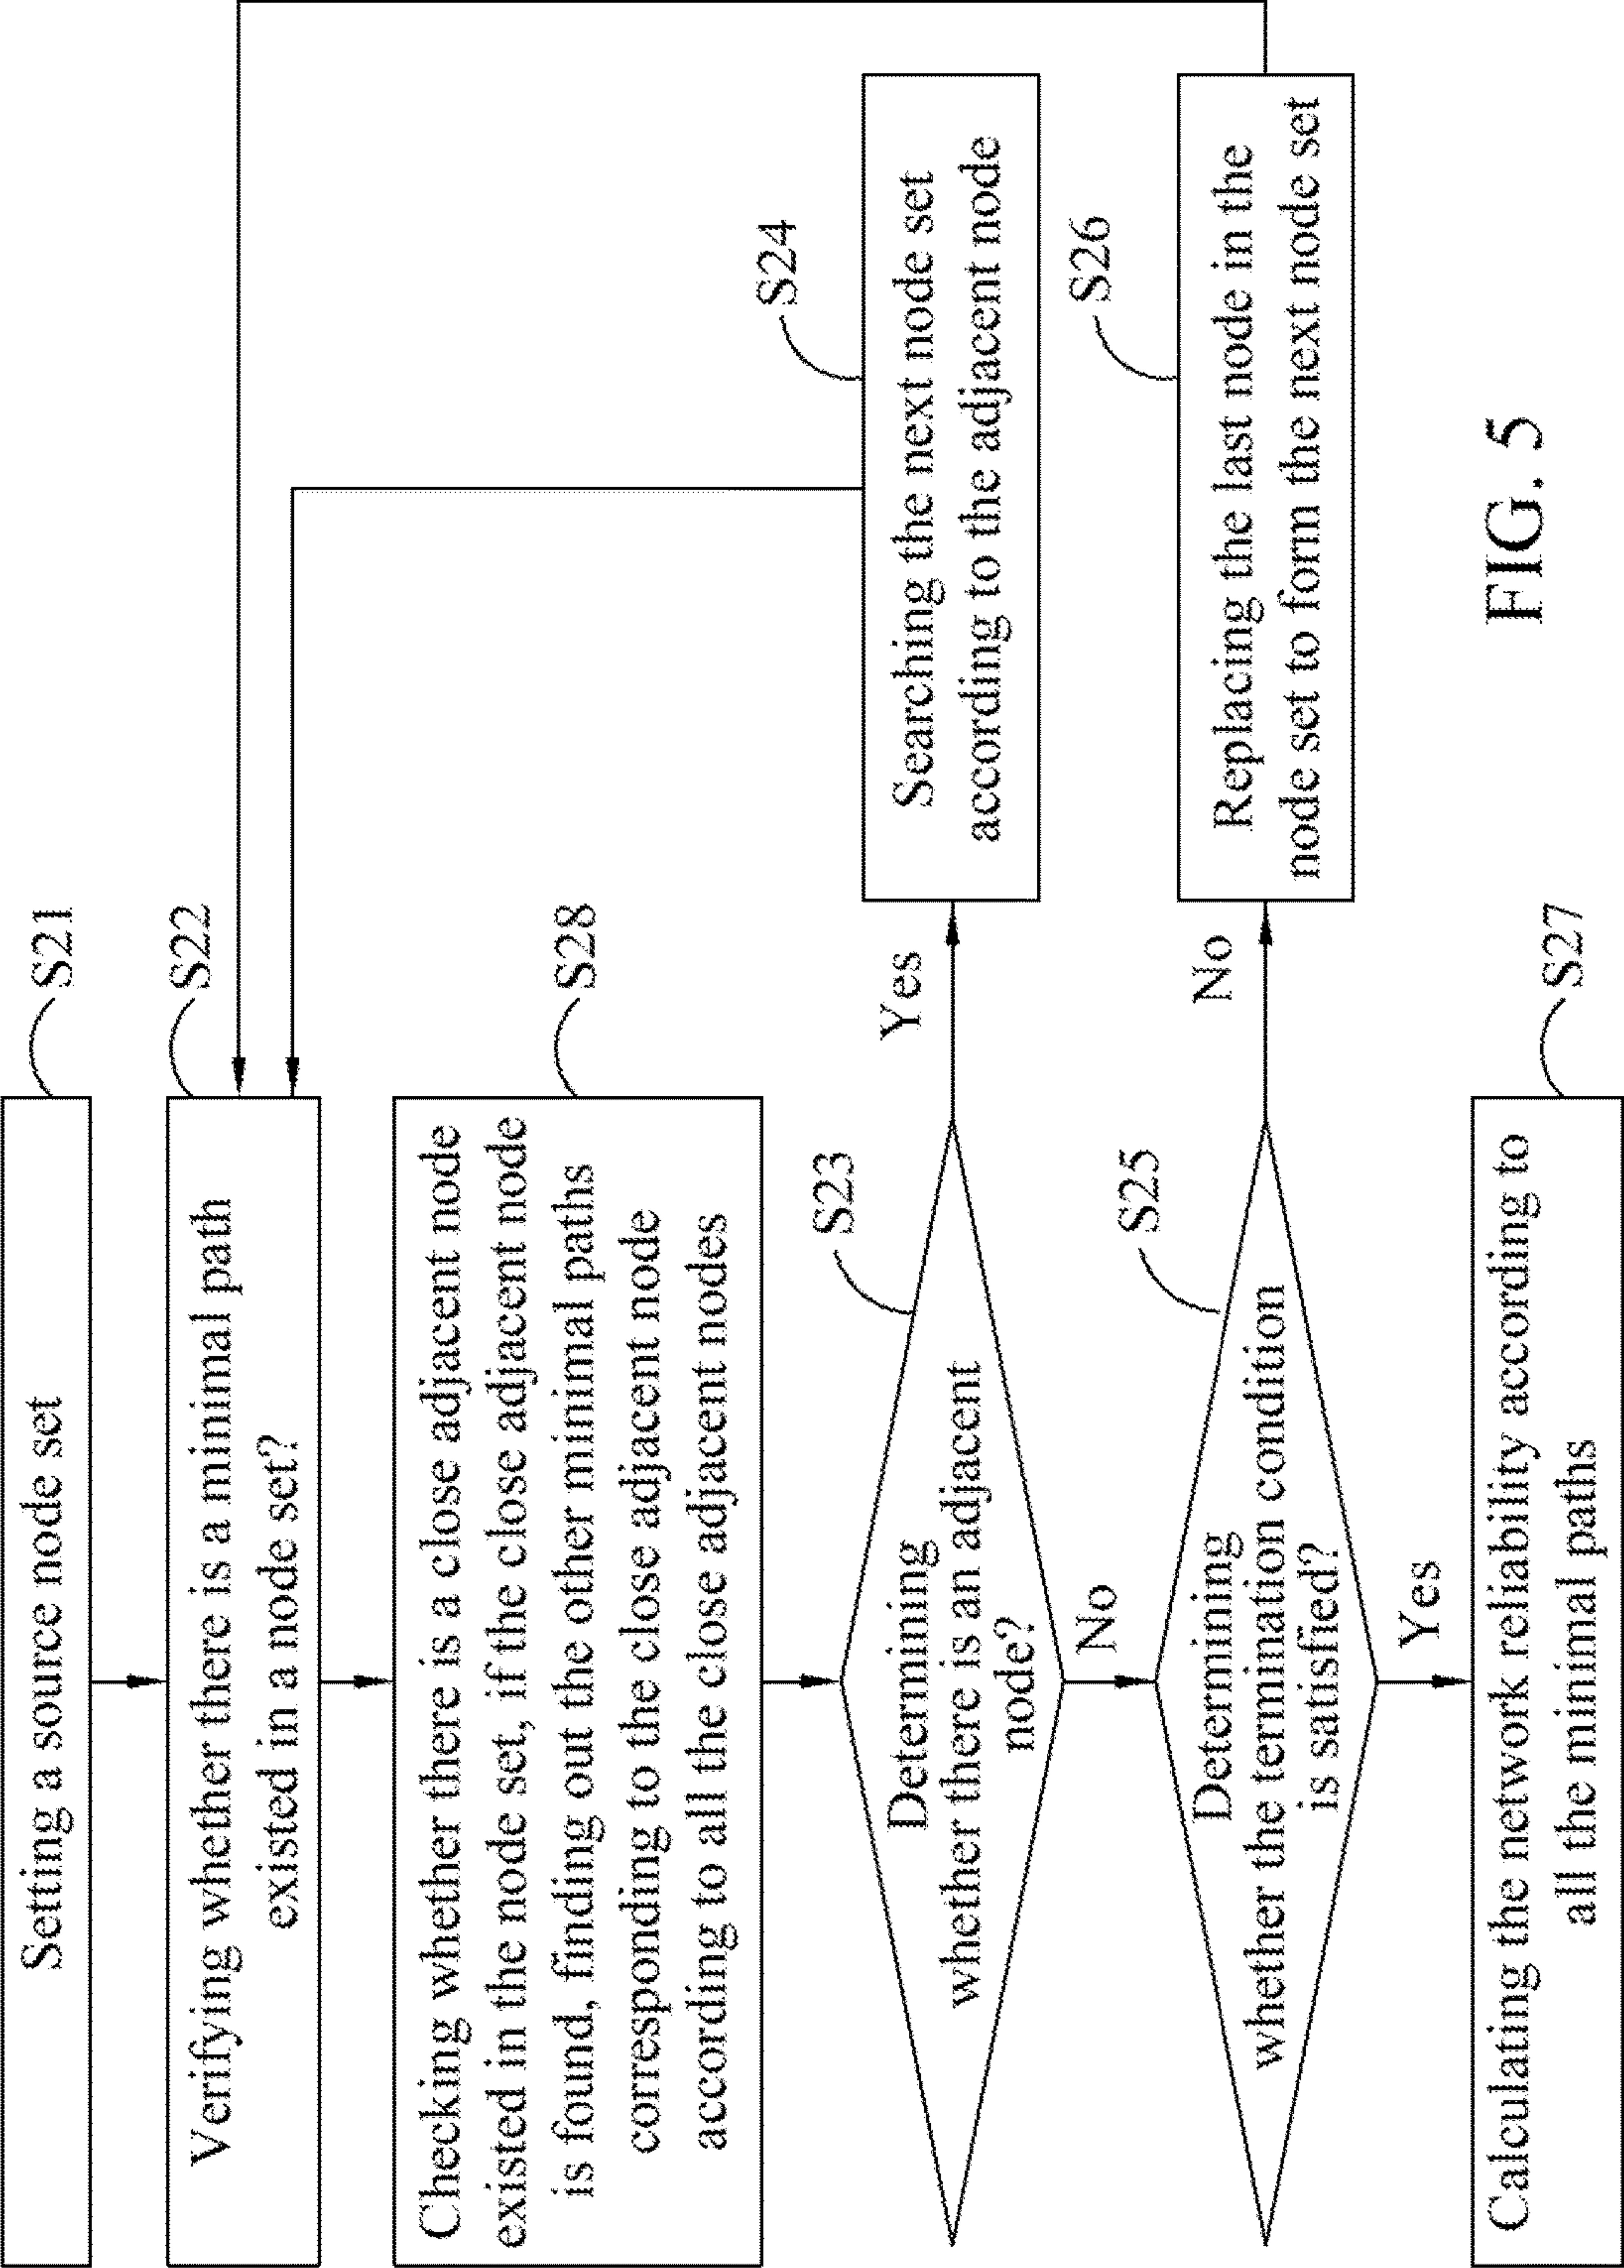 S21
Setting a source node set
S22
Verifying whether there is a minimal path
existed in a node set?
S28
Checking whether there is a close adjacent node
existed in the node set, if the close adjacent node
is found, finding out the other minimal paths
corresponding to the close adjacent node
according to all the close adjacent nodes
S23
Determining
whether there is an adjacent
node?
Yes
S24
Searching the next node set
according to the adjacent node
No
S25
Determining
whether the termination condition
is satisfied?
No
S26
Replacing the last node in the
node set to form the next node set
Yes
S27
Calculating the network reliability according to
all the minimal paths
FIG. 5